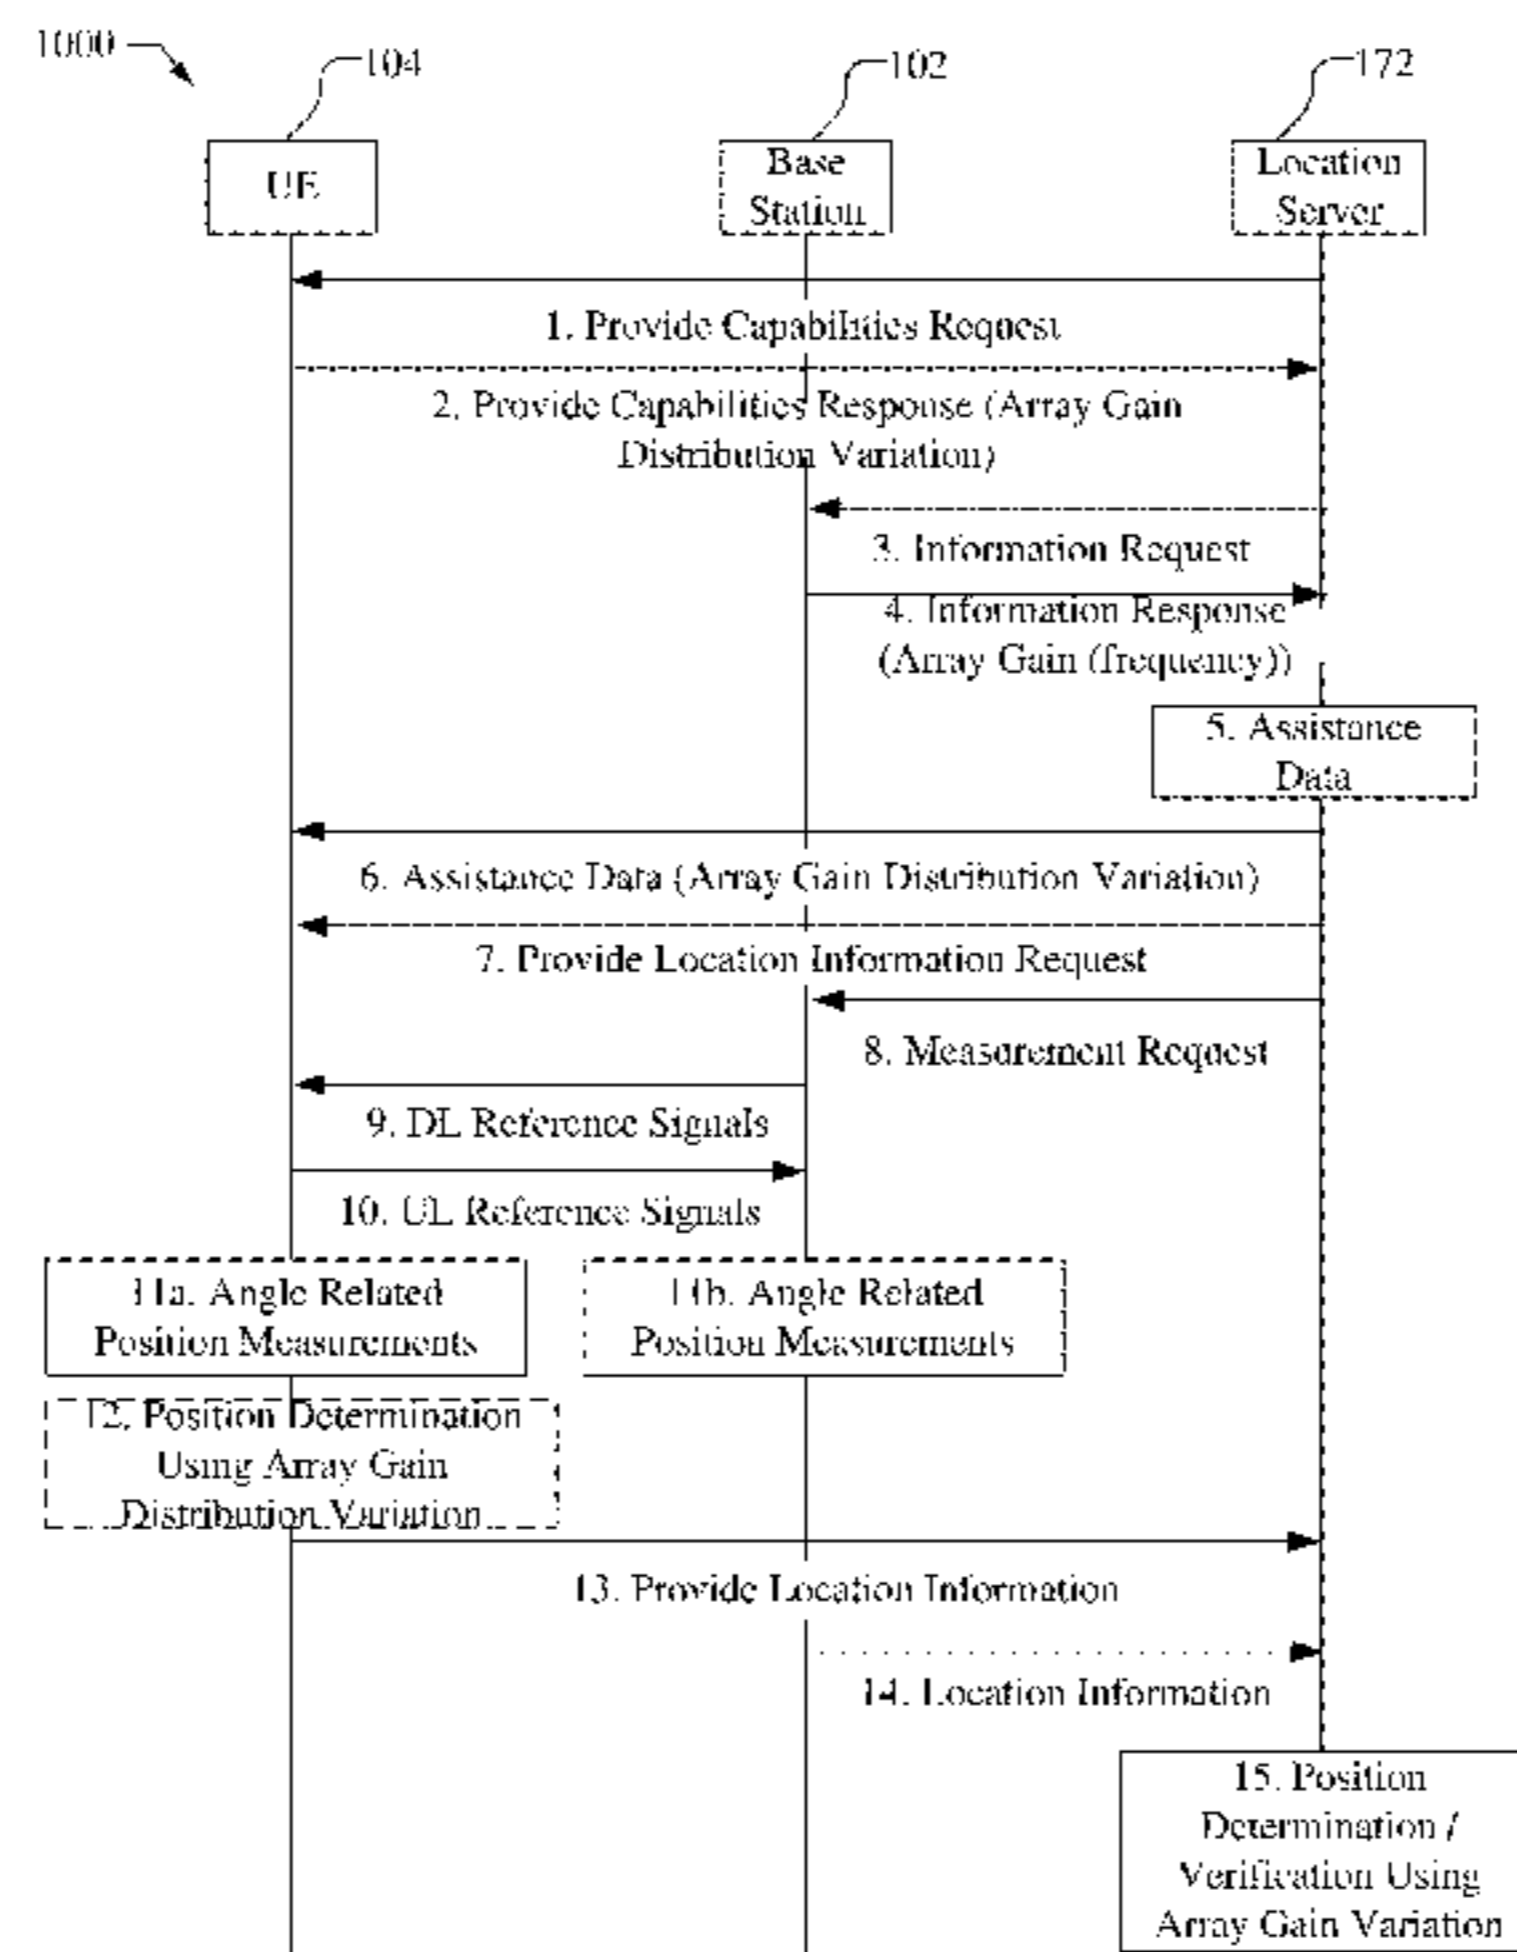 1000
104
102
172
UE
Base
Station
Location
Server
1. Provide Capabilities Request
2. Provide Capabilities Response (Array Gain
Distribution Variation)
3. Information Request
4. Information Response
(Array Gain (frequency))
5. Assistance
Data
6. Assistance Data (Array Gain Distribution Variation)
7. Provide Location Information Request
8. Measurement Request
9. DL Reference Signals
10. UL Reference Signals
11a. Angle Related
Position Measurements
11b. Angle Related
Position Measurements
12. Position Determination
Using Array Gain
Distribution Variation
13. Provide Location Information
14. Location Information
15. Position
Determination /
Verification Using
Array Gain Variation